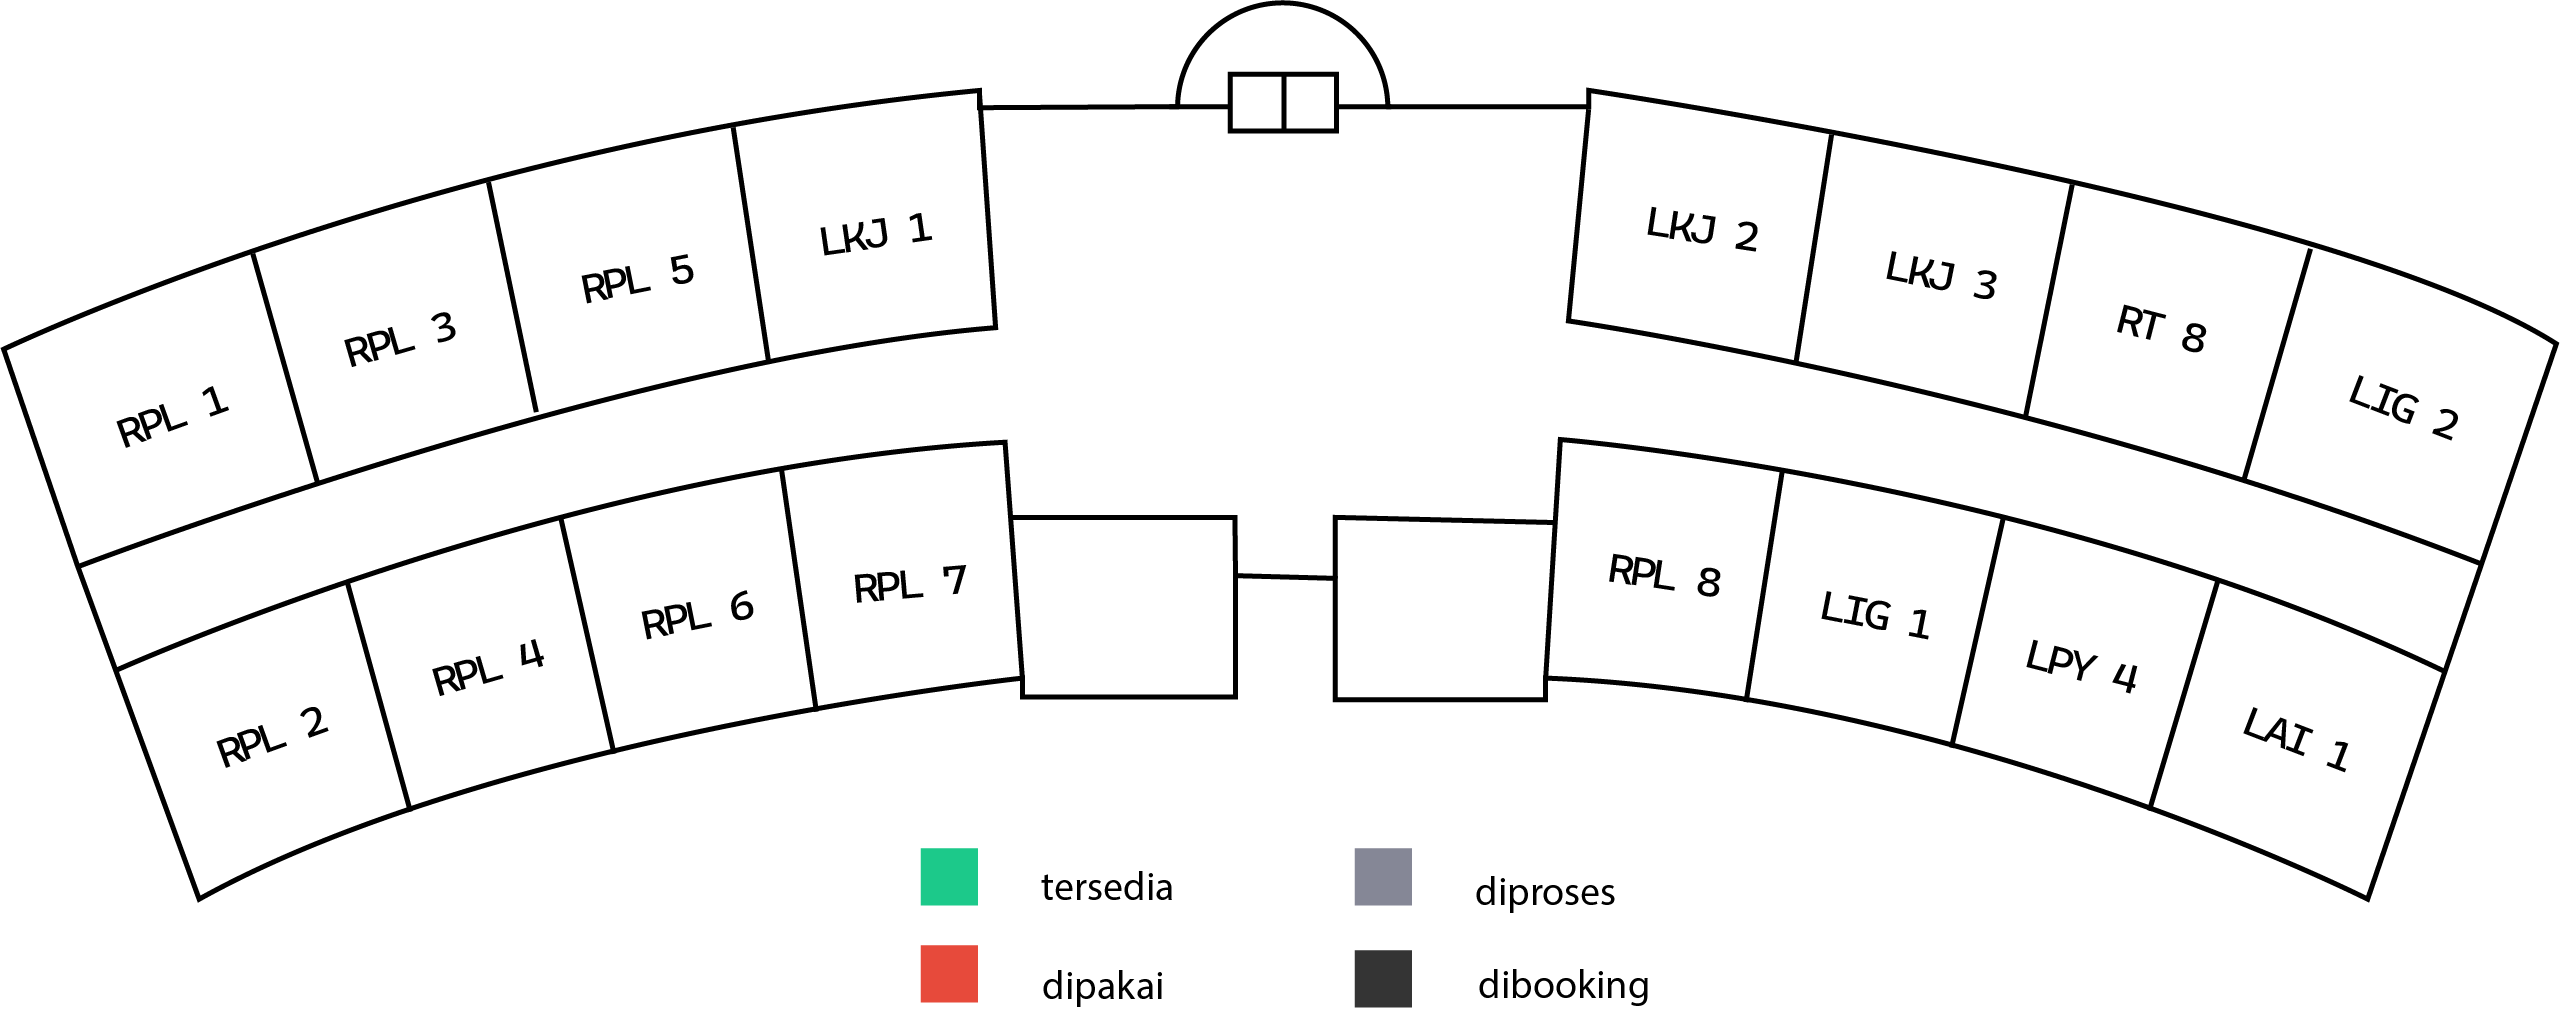 RPL 1
RPL 3
RPL 5
LKJ 1
LKJ 2
LKJ 3
RT 8
LIG 2
RPL 2
RPL 4
RPL 6
RPL 7
RPL 8
LIG 1
LPY 4
LAI 1
tersedia
diproses
dipakai
dibooking